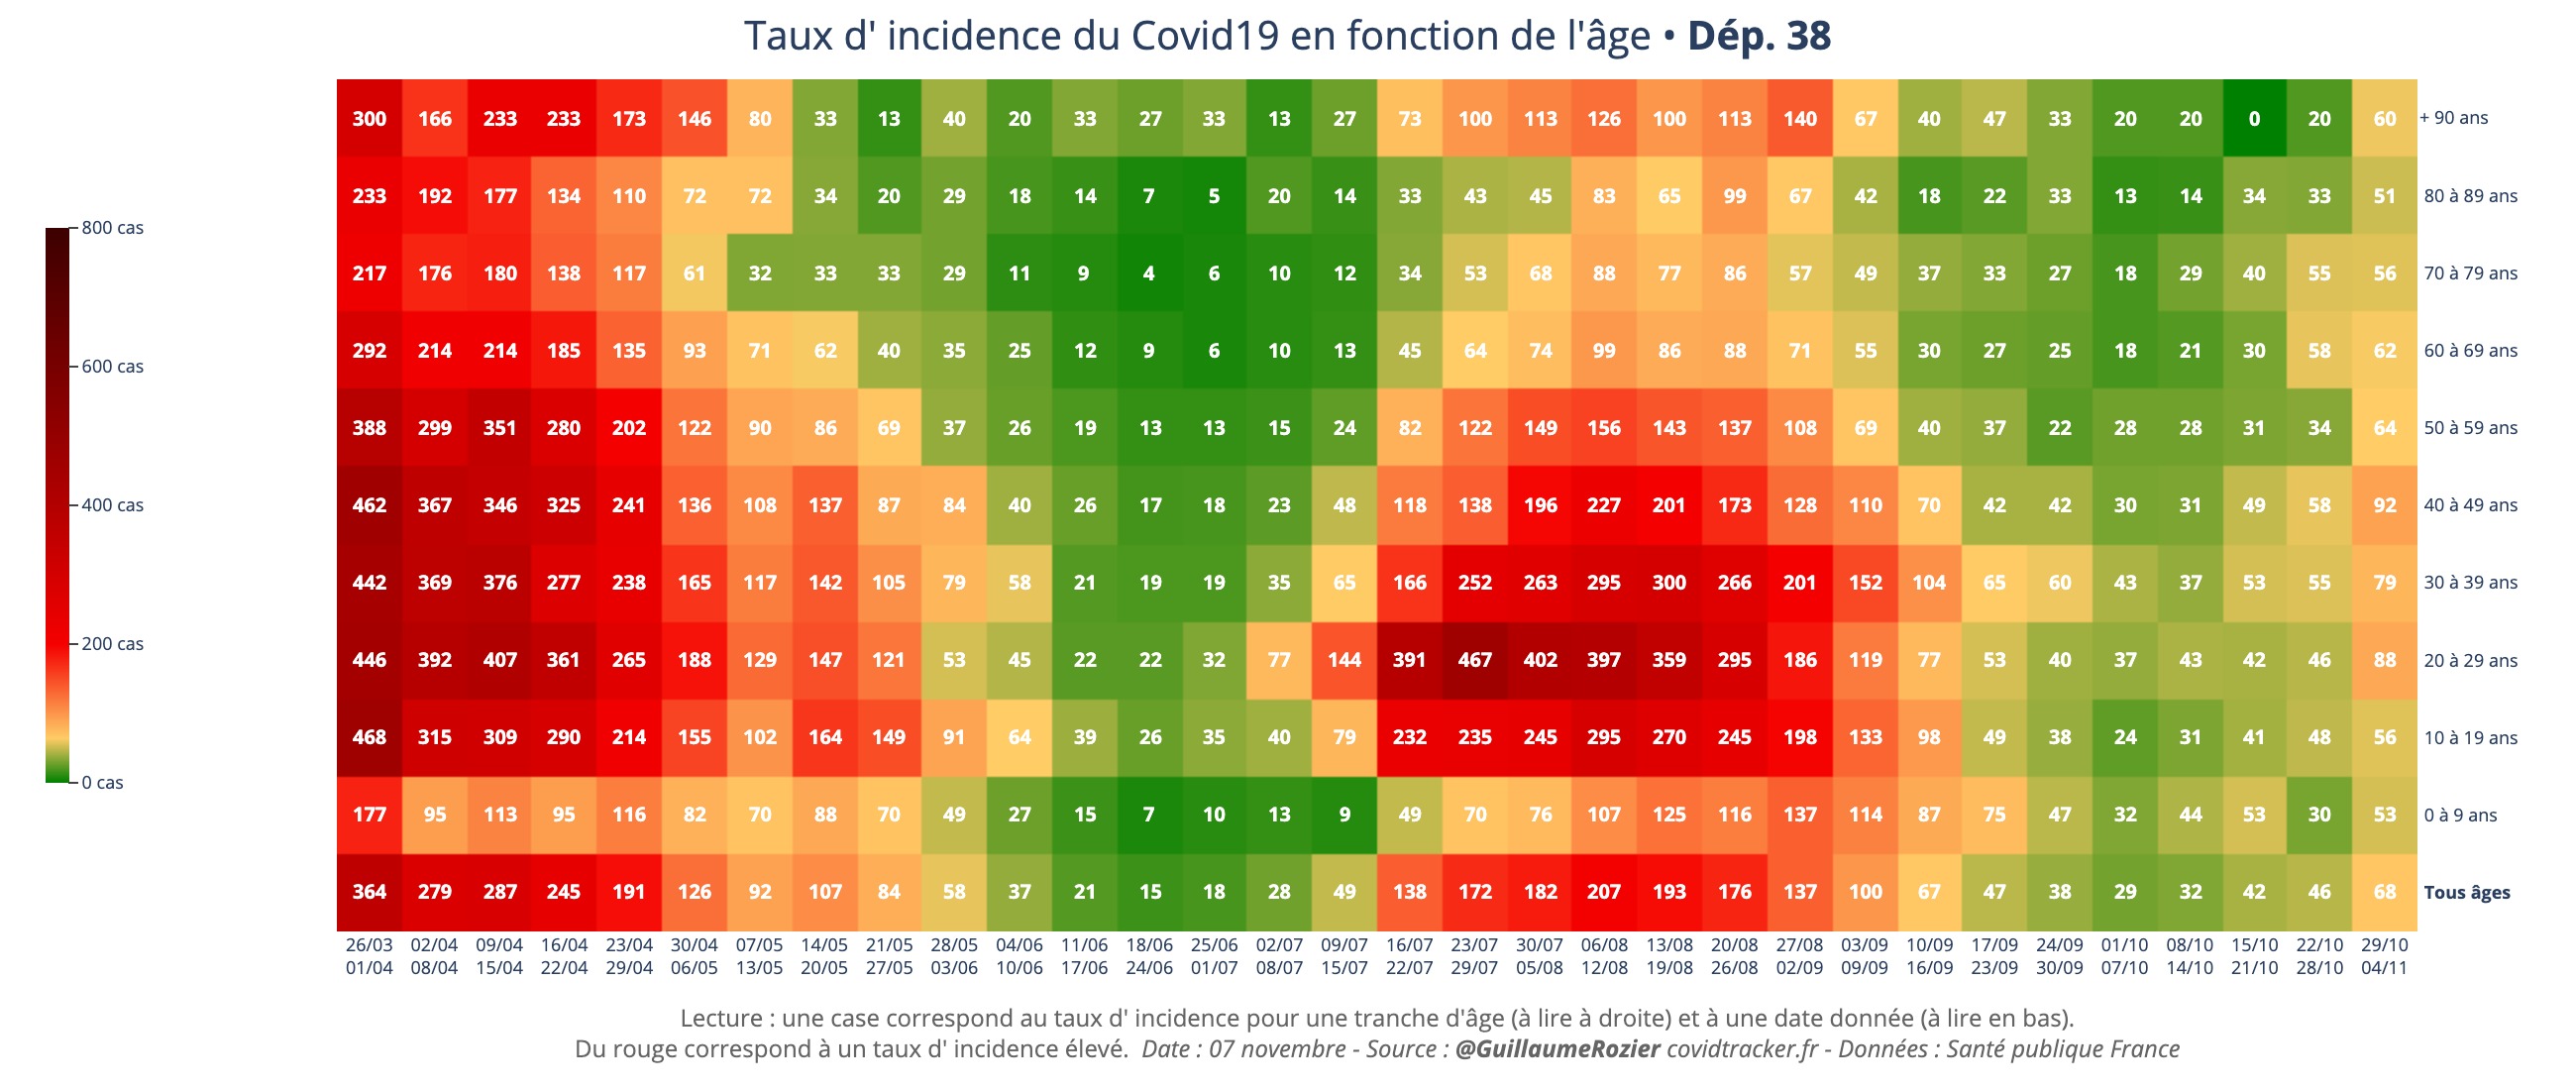 Taux d' incidence du Covid19 en fonction de l'âge • Dép. 38
800 cas
600 cas
400 cas
200 cas
0 cas
300 166 233 233 173 146 80 33 13 40 20 33 27 33 13 27 73 100 113 126 100 113 140 67 40 47 33 20 20 0 20 60 + 90 ans
233 192 177 134 110 72 72 34 20 29 18 14 7 5 20 14 33 43 45 83 65 99 67 42 18 22 33 13 14 34 33 51 80 à 89 ans
217 176 180 138 117 61 32 33 33 29 11 9 4 6 10 12 34 53 68 88 77 86 57 49 37 33 27 18 29 40 55 56 70 à 79 ans
292 214 214 185 135 93 71 62 40 35 25 12 9 6 10 13 45 64 74 99 86 88 71 55 30 27 25 18 21 30 58 62 60 à 69 ans
388 299 351 280 202 122 90 86 69 37 26 19 13 13 15 24 82 122 149 156 143 137 108 69 40 37 22 28 28 31 34 64 50 à 59 ans
462 367 346 325 241 136 108 137 87 84 40 26 17 18 23 48 118 138 196 227 201 173 128 110 70 42 42 30 31 49 58 92 40 à 49 ans
442 369 376 277 238 165 117 142 105 79 58 21 19 19 35 65 166 252 263 295 300 266 201 152 104 65 60 43 37 53 55 79 30 à 39 ans
446 392 407 361 265 188 129 147 121 53 45 22 22 32 77 144 391 467 402 397 359 295 186 119 77 53 40 37 43 42 46 88 20 à 29 ans
468 315 309 290 214 155 102 164 149 91 64 39 26 35 40 79 232 235 245 295 270 245 198 133 98 49 38 24 31 41 48 56 10 à 19 ans
177 95 113 95 116 82 70 88 70 49 27 15 7 10 13 9 49 70 76 107 125 116 137 114 87 75 47 32 44 53 30 53 0 à 9 ans
364 279 287 245 191 126 92 107 84 58 37 21 15 18 28 49 138 172 182 207 193 176 137 100 67 47 38 29 32 42 46 68 Tous âges
26/03 02/04 09/04 16/04 23/04 30/04 07/05 14/05 21/05 28/05 04/06 11/06 18/06 25/06 02/07 09/07 16/07 23/07 30/07 06/08 13/08 20/08 27/08 03/09 10/09 17/09 24/09 01/10 08/10 15/10 22/10 29/10
01/04 08/04 15/04 22/04 29/04 06/05 13/05 20/05 27/05 03/06 10/06 17/06 24/06 01/07 08/07 15/07 22/07 29/07 05/08 12/08 19/08 26/08 02/09 09/09 16/09 23/09 30/09 07/10 14/10 21/10 28/10 04/11
Lecture : une case correspond au taux d' incidence pour une tranche d'âge (à lire à droite) et à une date donnée (à lire en bas).
Du rouge correspond à un taux d' incidence élevé. Date : 07 novembre - Source : @GuillaumeRozier covidtracker.fr - Données : Santé publique France